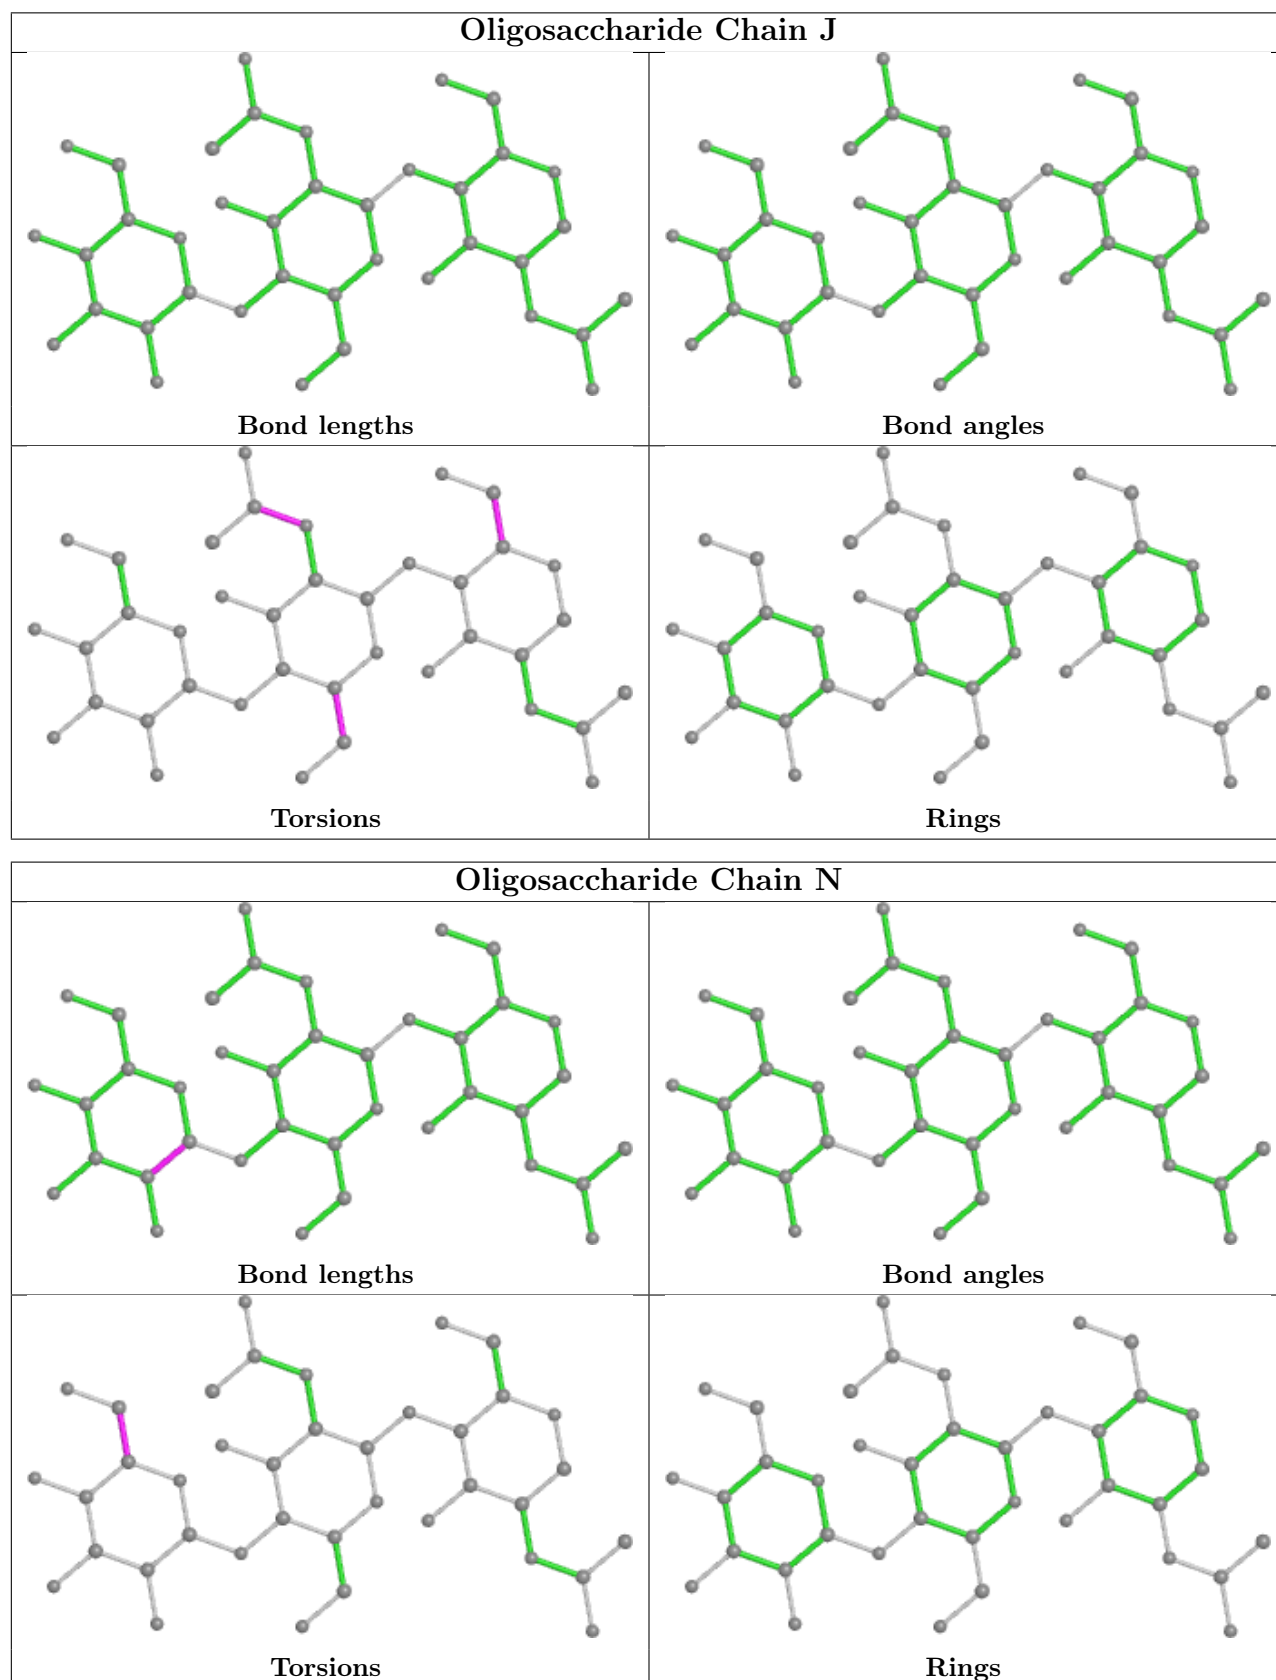 Oligosaccharide Chain J
Bond lengths
Bond angles
Torsions
Rings
Oligosaccharide Chain N
Bond lengths
Bond angles
Torsions
Rings